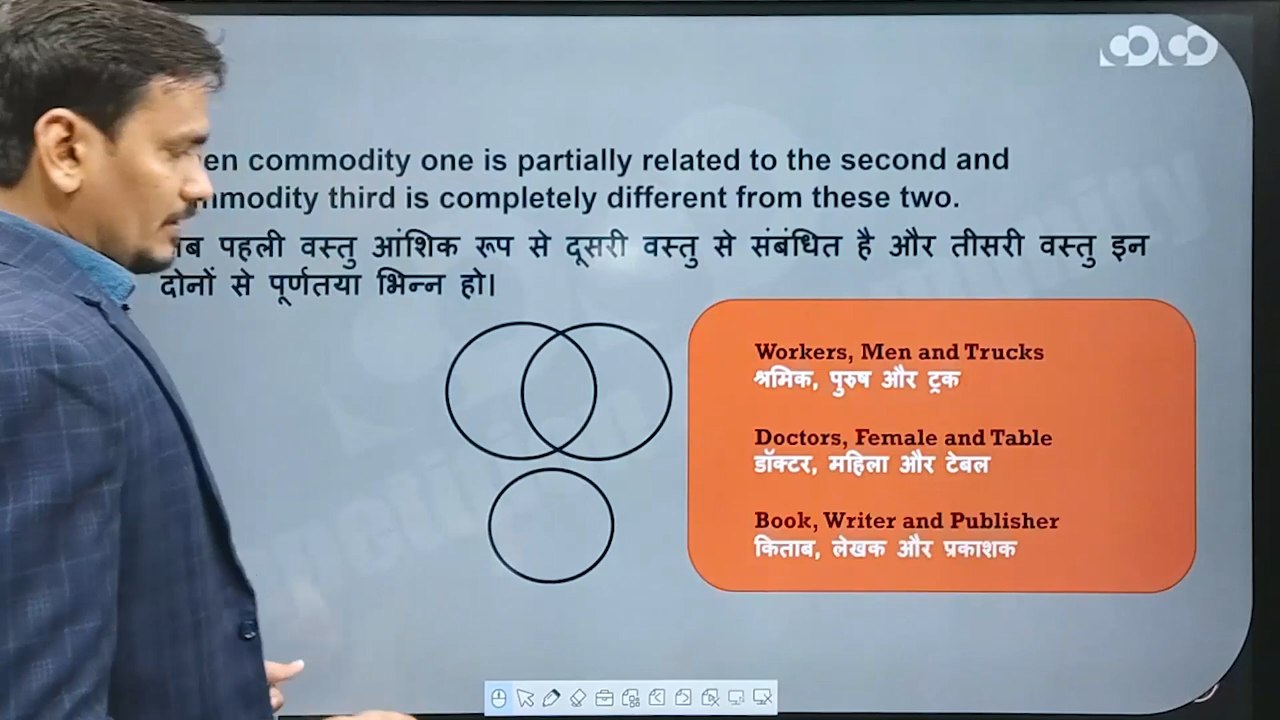 commodity one is partially related to the second and
third is completely different from these two.
पहली वस्तु आंशिक रूप से दूसरी वस्तु से संबंधित है और तीसरी वस्तु इन
दोनों से पूर्णतया भिन्न हो।
Workers, Men and Trucks
श्रमिक, पुरुष और ट्रक
Doctors, Female and Table
डॉक्टर, महिला और टेबल
Book, Writer and Publisher
किताब, लेखक और प्रकाशक